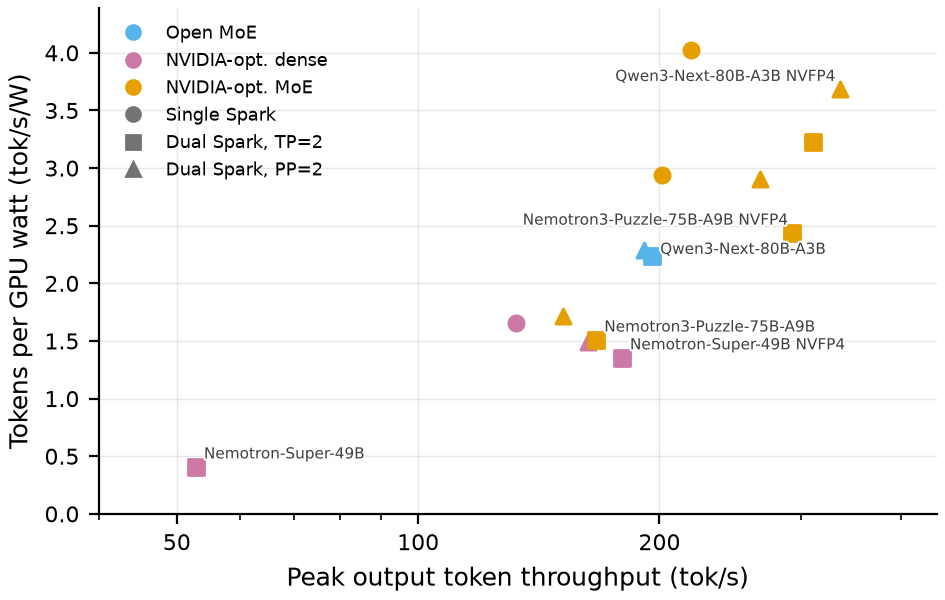 Open MoE
NVIDIA-opt. dense
NVIDIA-opt. MoE
Single Spark
Dual Spark, TP=2
Dual Spark, PP=2
Tokens per GPU watt (tok/s/W)
4.0
3.5
3.0
2.5
2.0
1.5
1.0
0.5
0.0
Qwen3-Next-80B-A3B NVFP4
Nemotron3-Puzzle-75B-A9B NVFP4
Qwen3-Next-80B-A3B
Nemotron3-Puzzle-75B-A9B
Nemotron-Super-49B NVFP4
Nemotron-Super-49B
50 100 200
Peak output token throughput (tok/s)